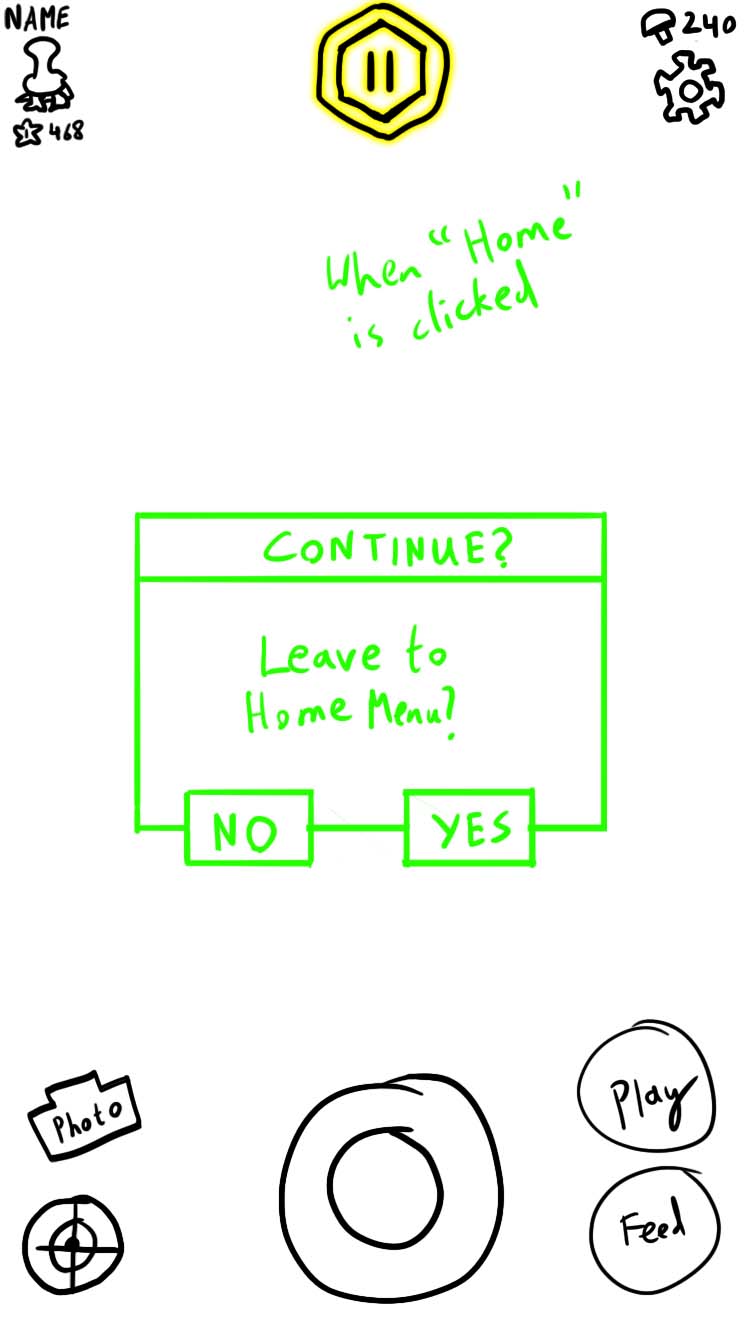 NAME
240
468
When "Home"
is clicked
CONTINUE?
Leave to
Home Menu?
NO
YES
Photo
Play
Feed